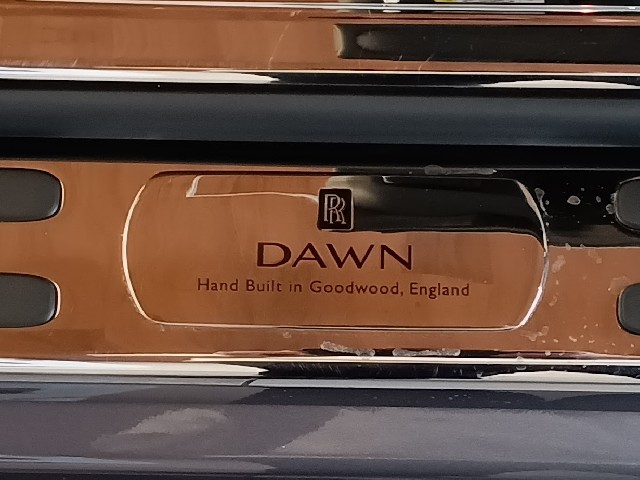 RR
DAWN
Hand Built in Goodwood, England